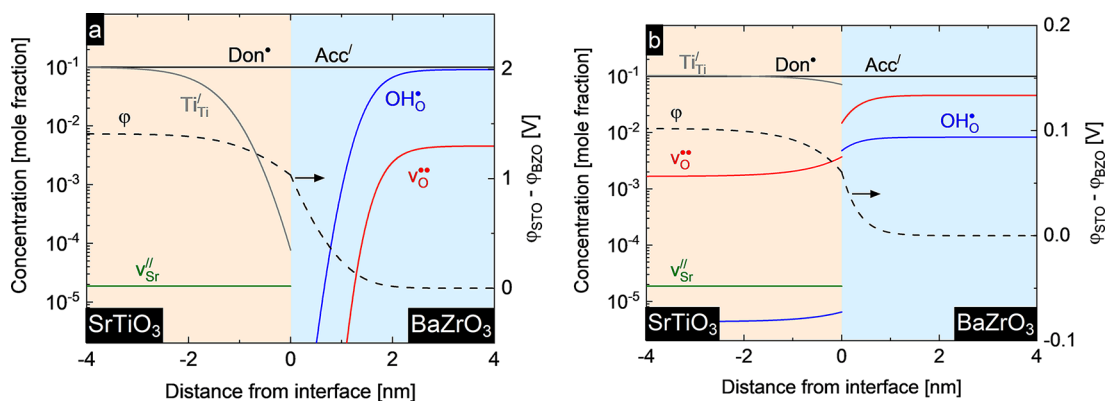 a
Don•
Acc/
Ti/Ti
OH•O
φ
v••O
v//Sr
SrTiO3
BaZrO3
10-1
10-2
10-3
10-4
10-5
2
1
0
-4
-2
0
2
4
Concentration [mole fraction]
φSTO - φBZO [V]
Distance from interface [nm]
b
Ti/Ti
Don•
Acc/
φ
OH•O
v••O
v//Sr
SrTiO3
BaZrO3
100
10-1
10-2
10-3
10-4
10-5
0.2
0.1
0.0
-0.1
-4
-2
0
2
4
Concentration [mole fraction]
φSTO - φBZO [V]
Distance from interface [nm]